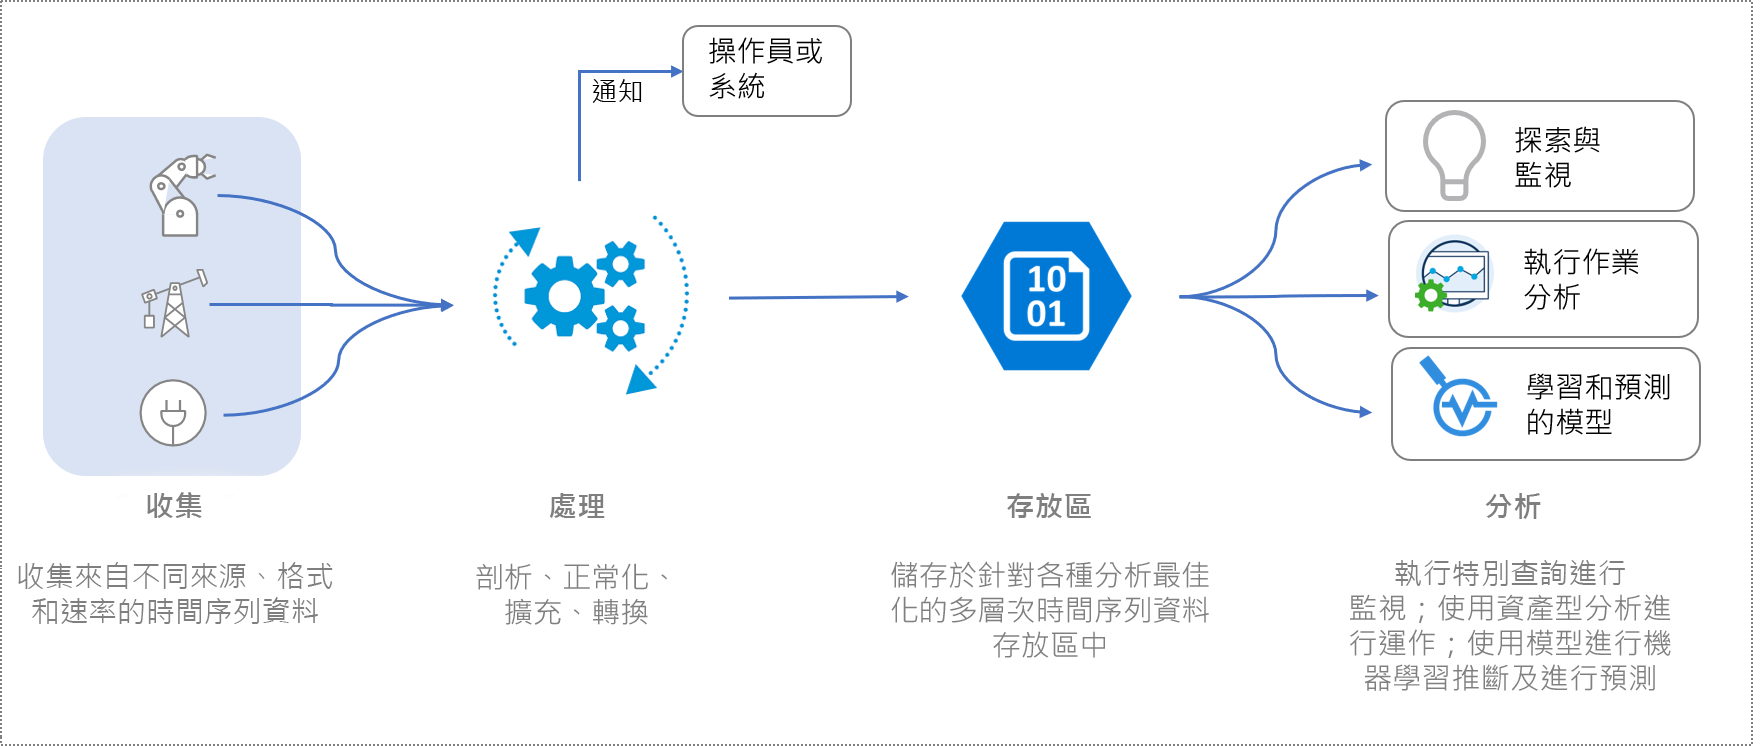 操作員或
系統
通知
探索與
監視
執行作業
分析
學習和預測
的模型
10
01
收集
處理
存放區
分析
收集來自不同來源、格式
和速率的時間序列資料
剖析、正常化、
擴充、轉換
儲存於針對各種分析最佳
化的多層次時間序列資料
存放區中
執行特別查詢進行
監視；使用資產型分析進
行運作；使用模型進行機
器學習推斷及進行預測